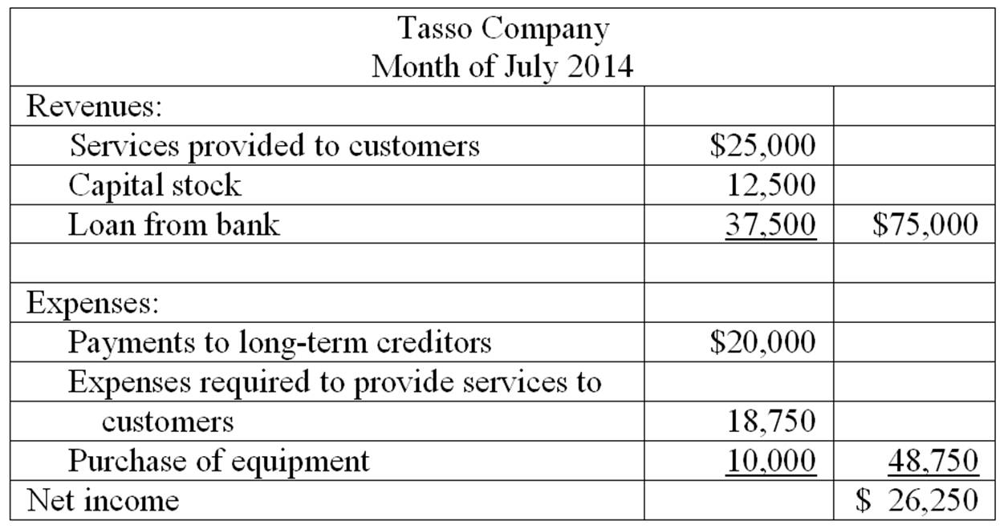 Tasso Company
Month of July 2014
Revenues:
Services provided to customers $25,000
Capital stock 12,500
Loan from bank 37,500 $75,000
Expenses:
Payments to long-term creditors $20,000
Expenses required to provide services to
customers 18,750
Purchase of equipment 10,000 48,750
Net income $ 26,250